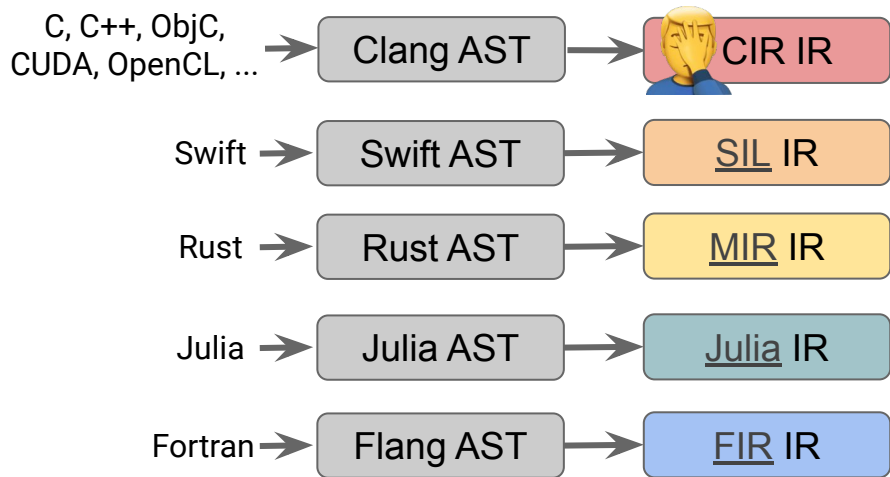 C, C++, ObjC,
CUDA, OpenCL, ...
Clang AST
CIR IR
Swift
Swift AST
SIL IR
Rust
Rust AST
MIR IR
Julia
Julia AST
Julia IR
Fortran
Flang AST
FIR IR